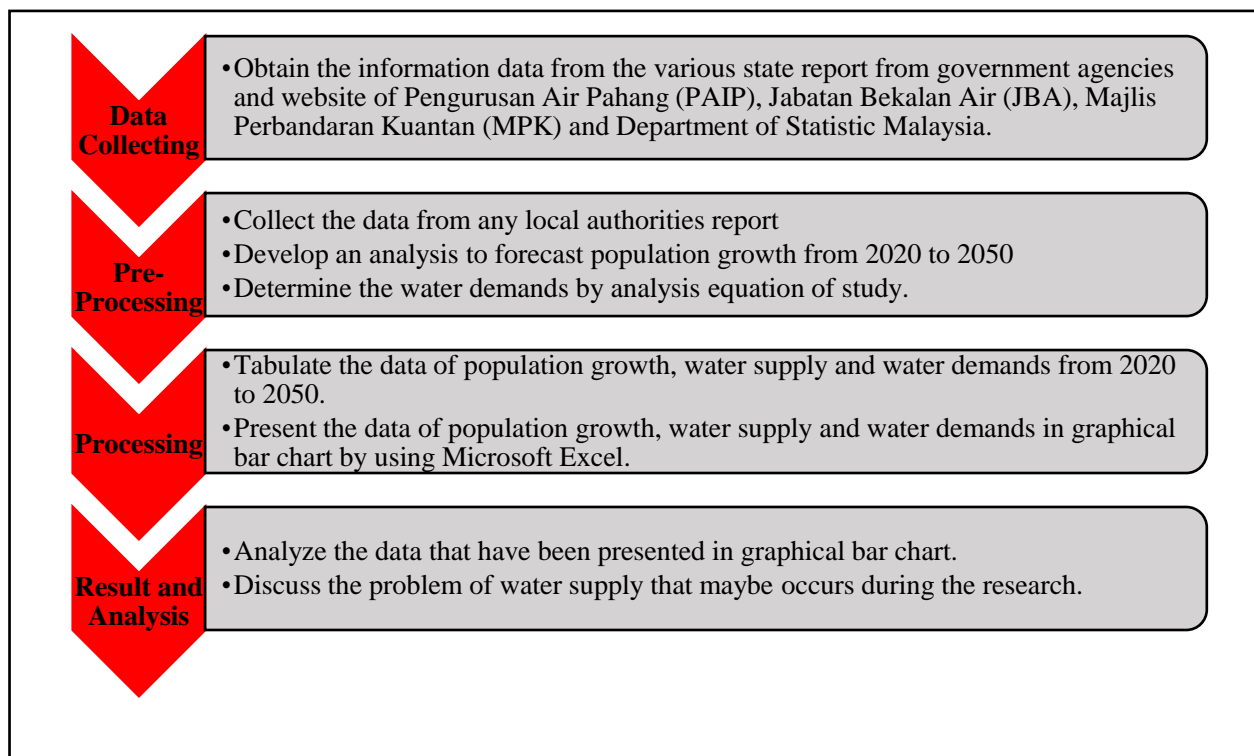 Data
Collecting
•Obtain the information data from the various state report from government agencies
and website of Pengurusan Air Pahang (PAIP), Jabatan Bekalan Air (JBA), Majlis
Perbandaran Kuantan (MPK) and Department of Statistic Malaysia.
Pre-
Processing
•Collect the data from any local authorities report
•Develop an analysis to forecast population growth from 2020 to 2050
•Determine the water demands by analysis equation of study.
Processing
•Tabulate the data of population growth, water supply and water demands from 2020
to 2050.
•Present the data of population growth, water supply and water demands in graphical
bar chart by using Microsoft Excel.
Result and
Analysis
•Analyze the data that have been presented in graphical bar chart.
•Discuss the problem of water supply that maybe occurs during the research.